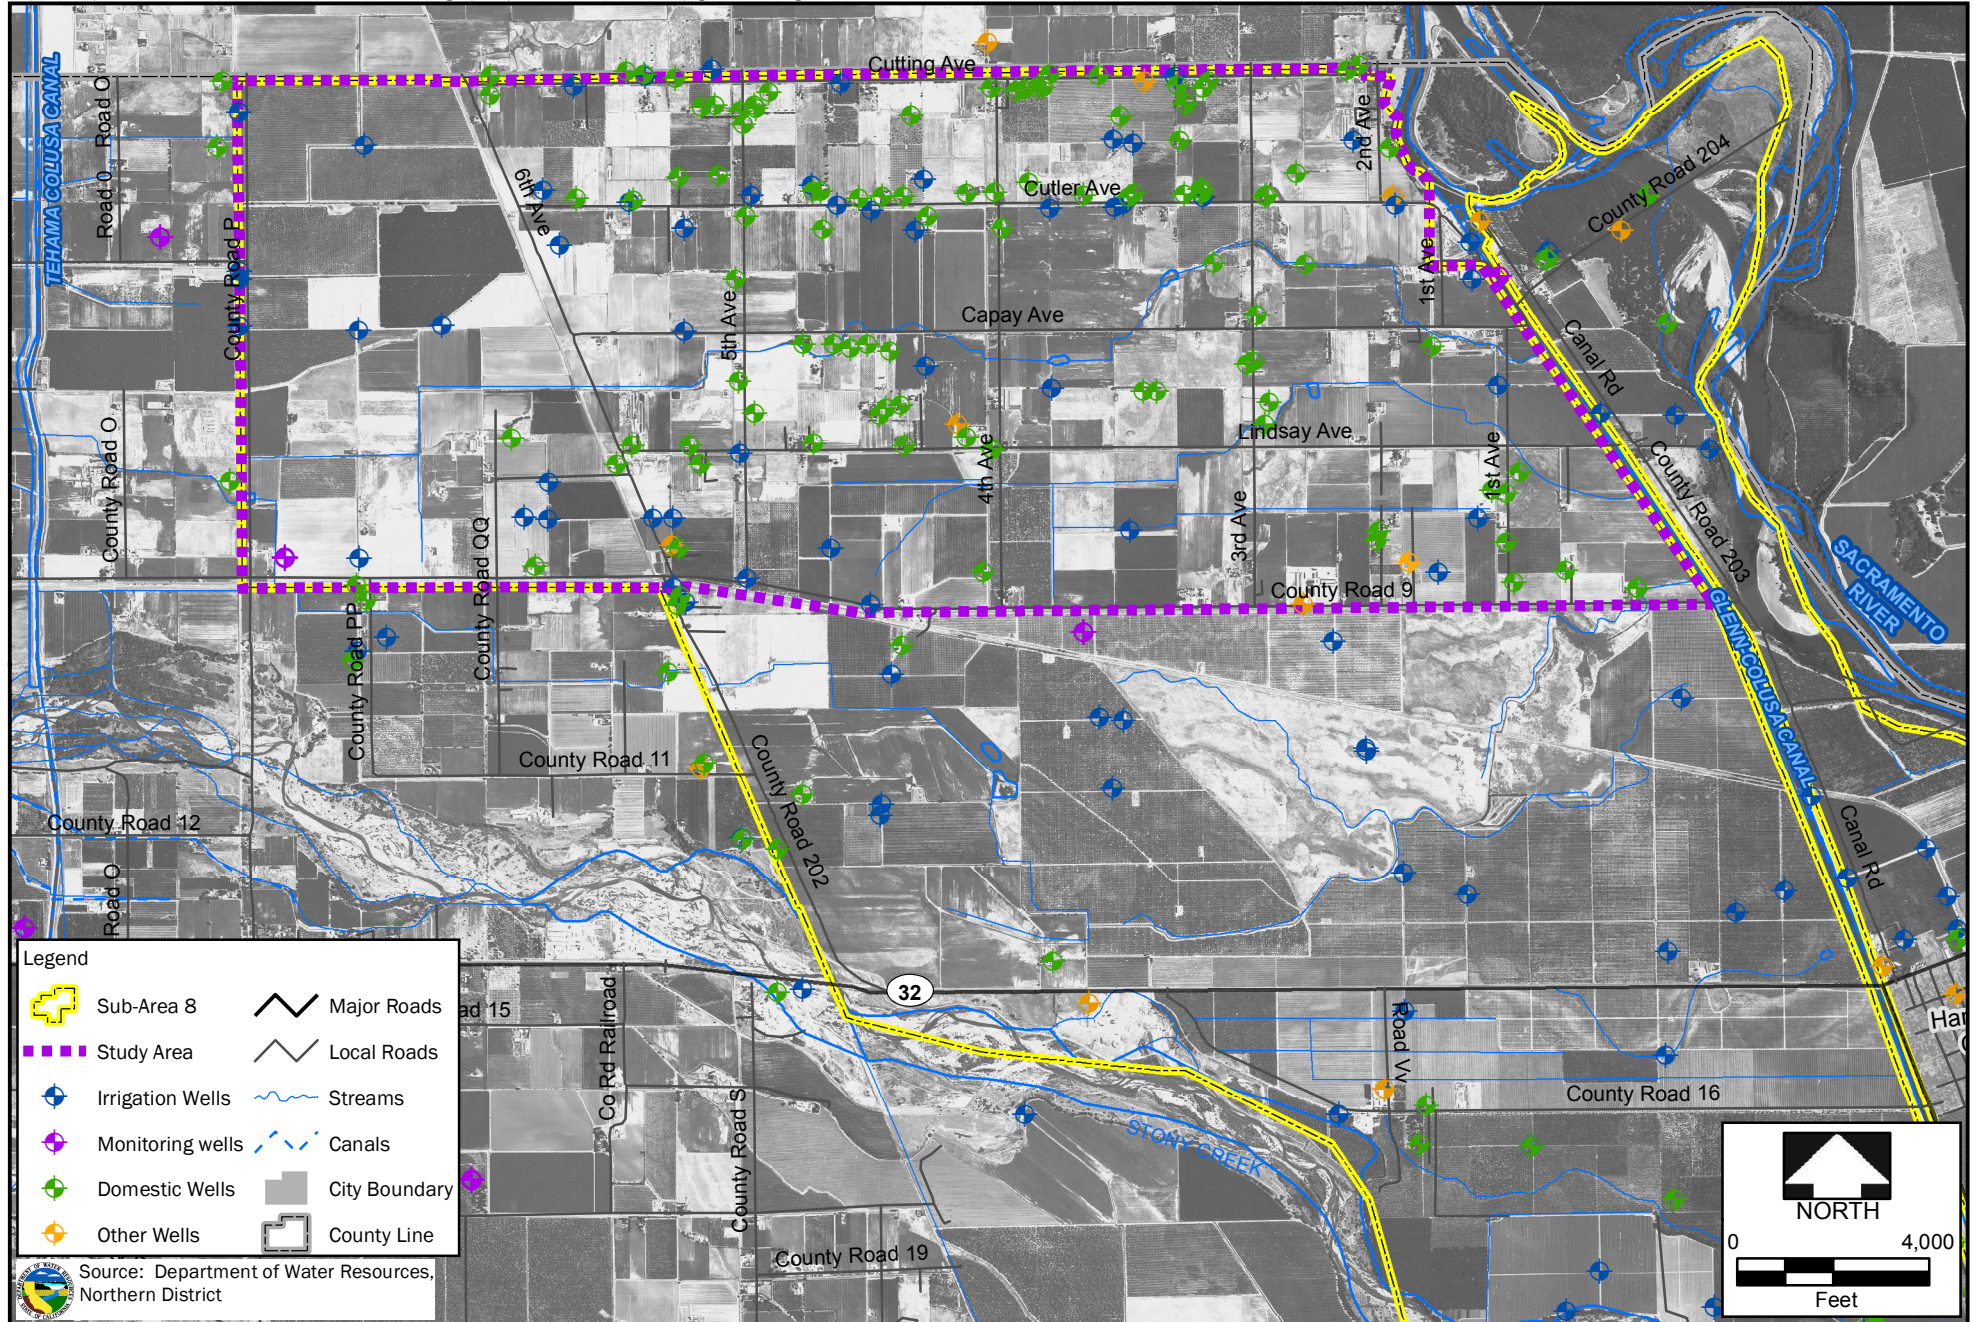 Cutting Ave
TEHAMA COLUSA CANAL
Road O
Road O
2nd Ave
County Road 204
6th Ave
Cutler Ave
County Road P
1st Ave
5th Ave
Capay Ave
Canal Rd
County Road O
Lindsay Ave
4th Ave
1st Ave
County Road 203
3rd Ave
County Road QQ
SACRAMENTO
RIVER
County Road 9
County Road PP
GLENN-COLUSA CANAL
County Road 11
County Road 202
County Road 12
Canal Rd
Road O
32
ad 15
Co Rd Railroad
Road VV
Har
County Road 16
County Road S
STONY CREEK
County Road 19
Legend
Sub-Area 8
Major Roads
Study Area
Local Roads
Irrigation Wells
Streams
Monitoring wells
Canals
Domestic Wells
City Boundary
Other Wells
County Line
Source: Department of Water Resources,
Northern District
NORTH
0 4,000
Feet